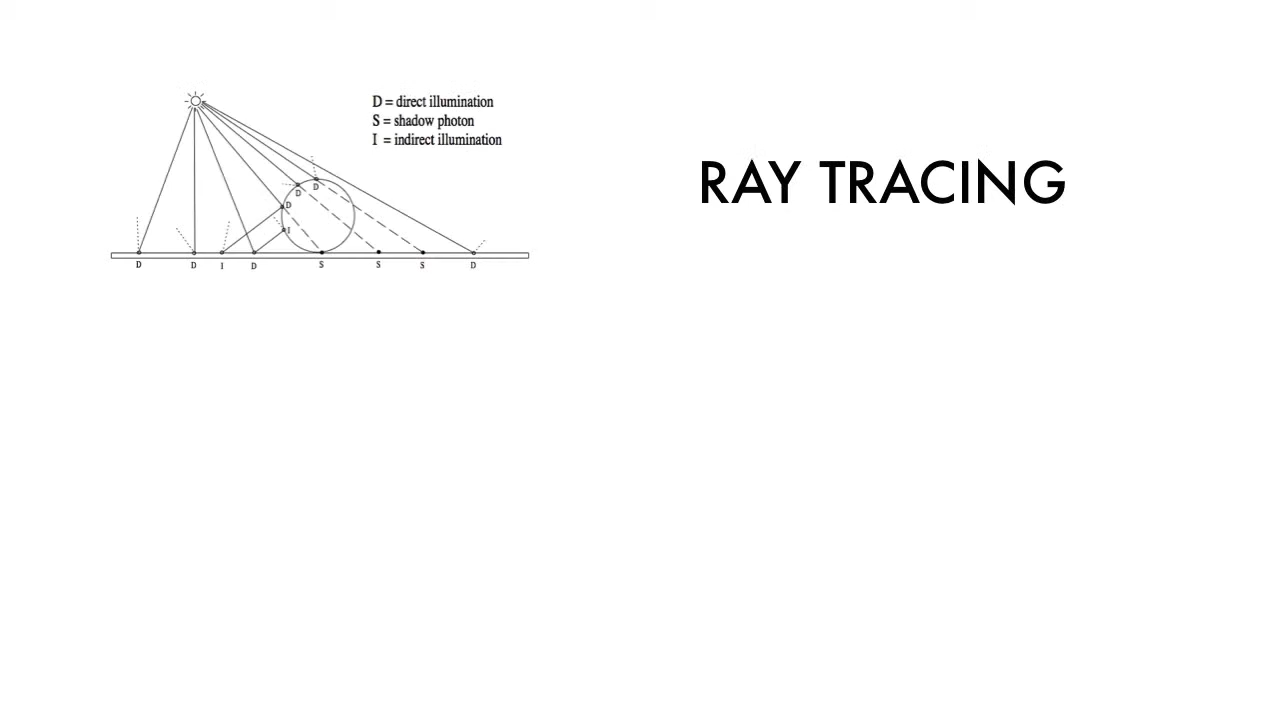 D = direct illumination
S = shadow photon
I = indirect illumination
RAY TRACING
D
D
D
I
D D I D S S S D